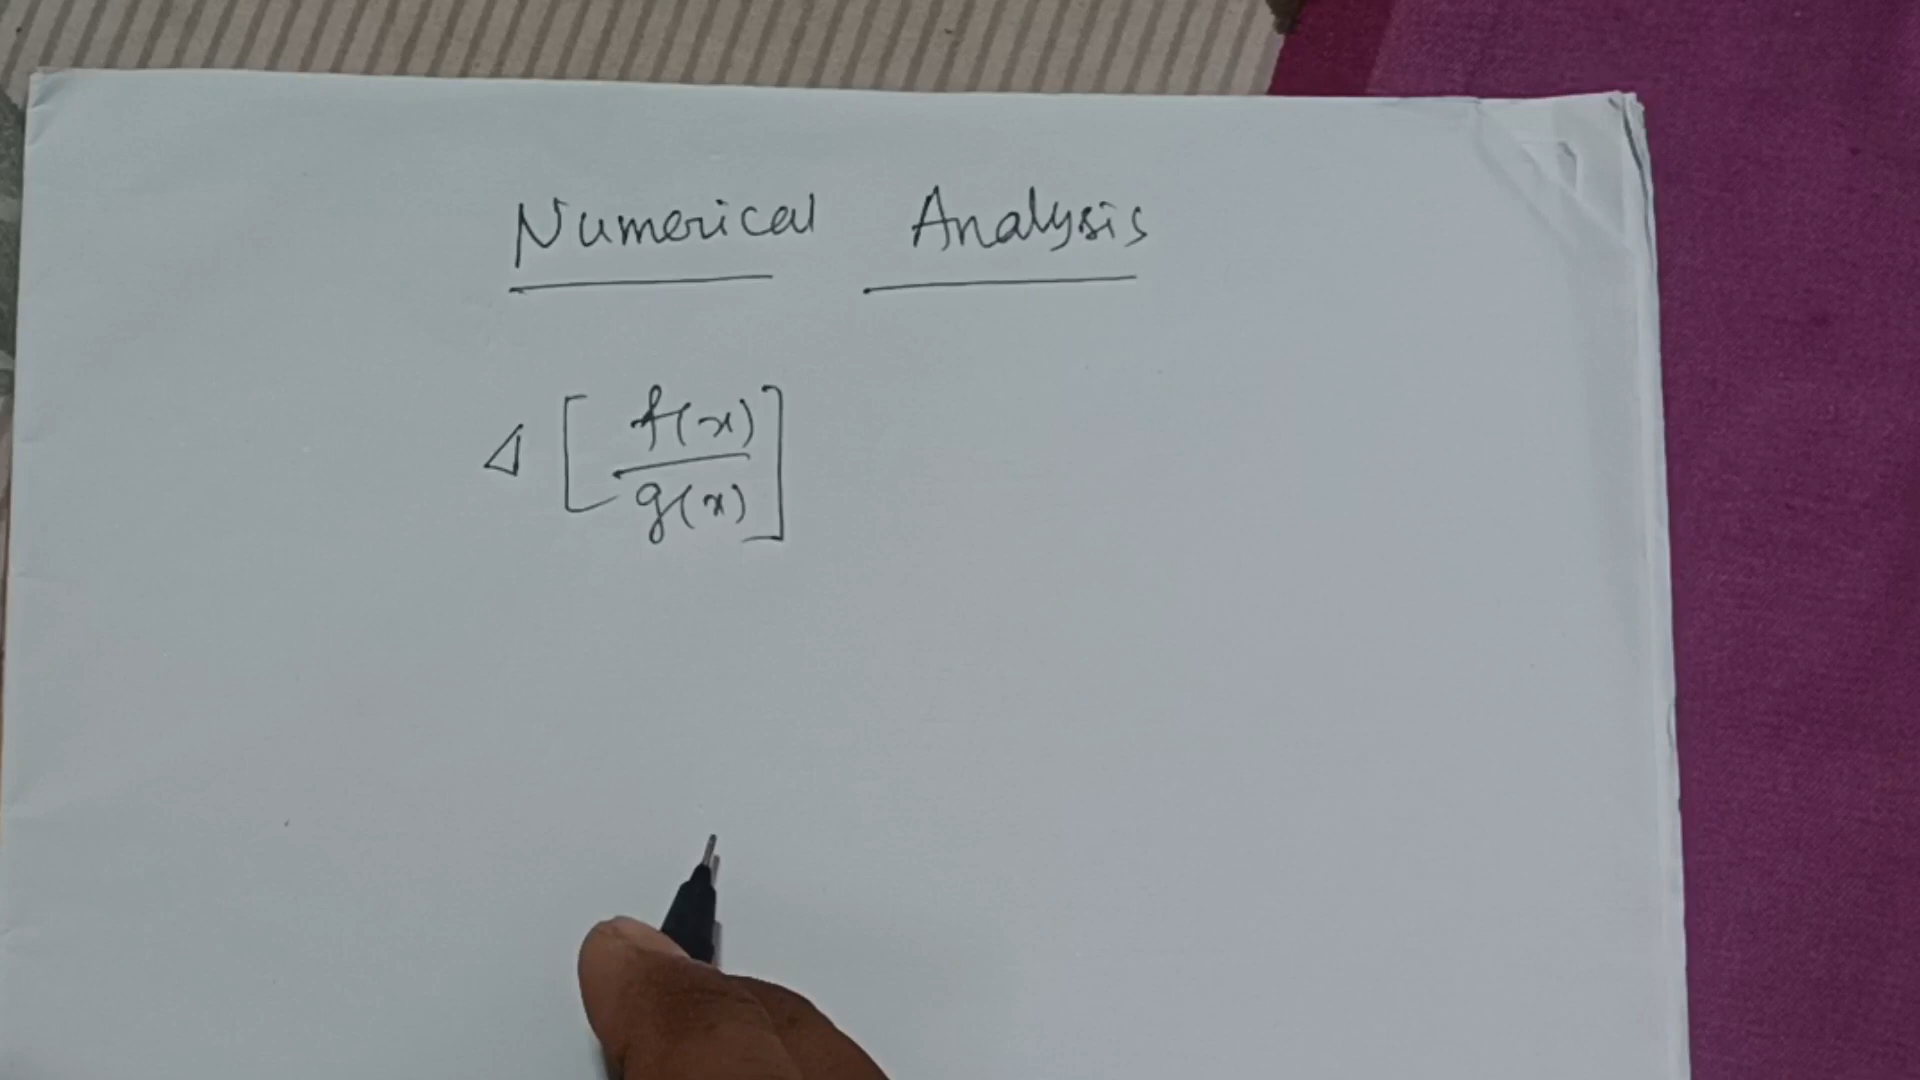 Numerical Analysis
Δ [ f(x) / g(x) ]